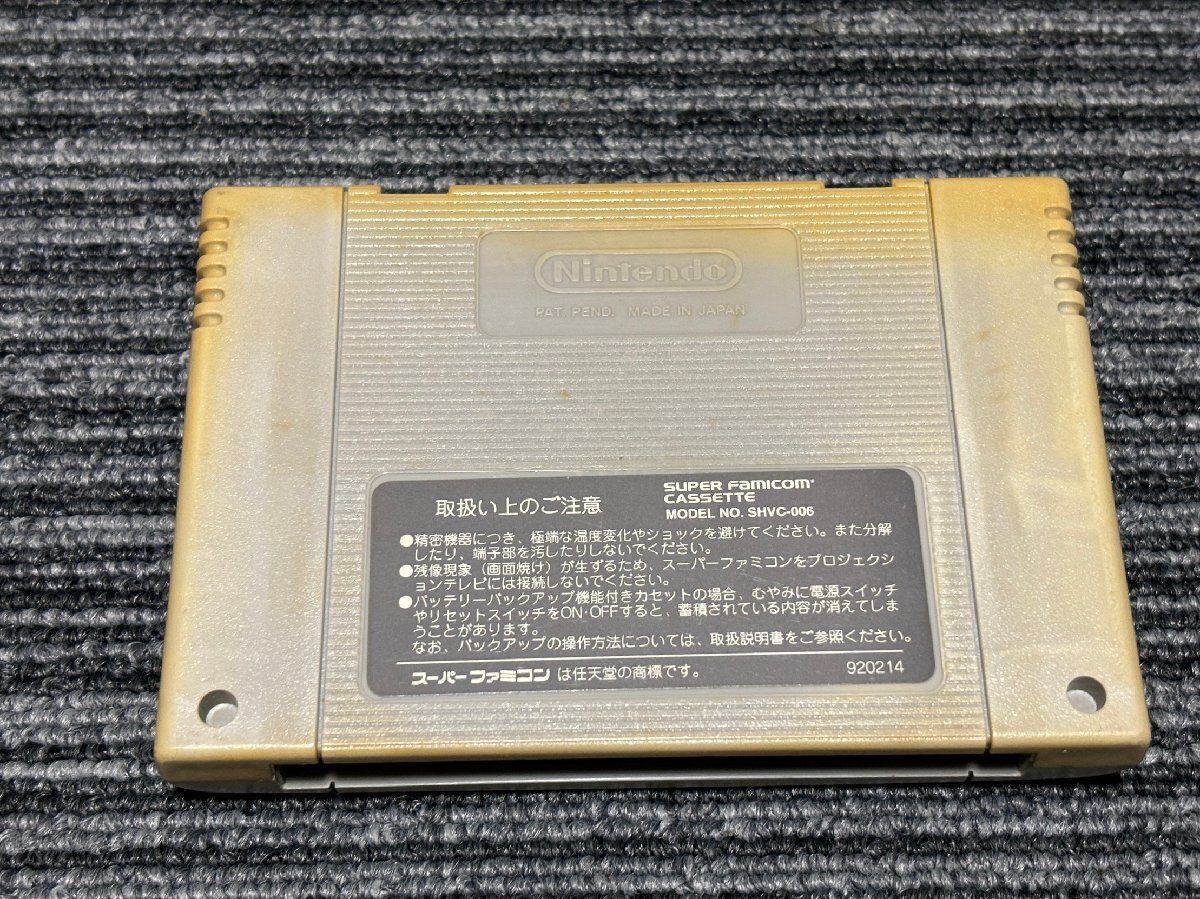 Nintendo
PAT. PEND. MADE IN JAPAN
取扱い上のご注意
SUPER FAMICOM
CASSETTE
MODEL NO. SHVC-006
●精密機器につき、極端な温度変化やショックを避けてください。また分解
したり、端子部を汚したりしないでください。
●残像現象（画面焼け）が生ずるため、スーパーファミコンをプロジェクシ
ョンテレビには接続しないでください。
●バッテリーバックアップ機能付きカセットの場合、むやみに電源スイッチ
やリセットスイッチをON・OFFすると、蓄積されている内容が消えてしま
うことがあります。
なお、バックアップの操作方法については、取扱説明書をご参照ください。
スーパーファミコンは任天堂の商標です。
920214